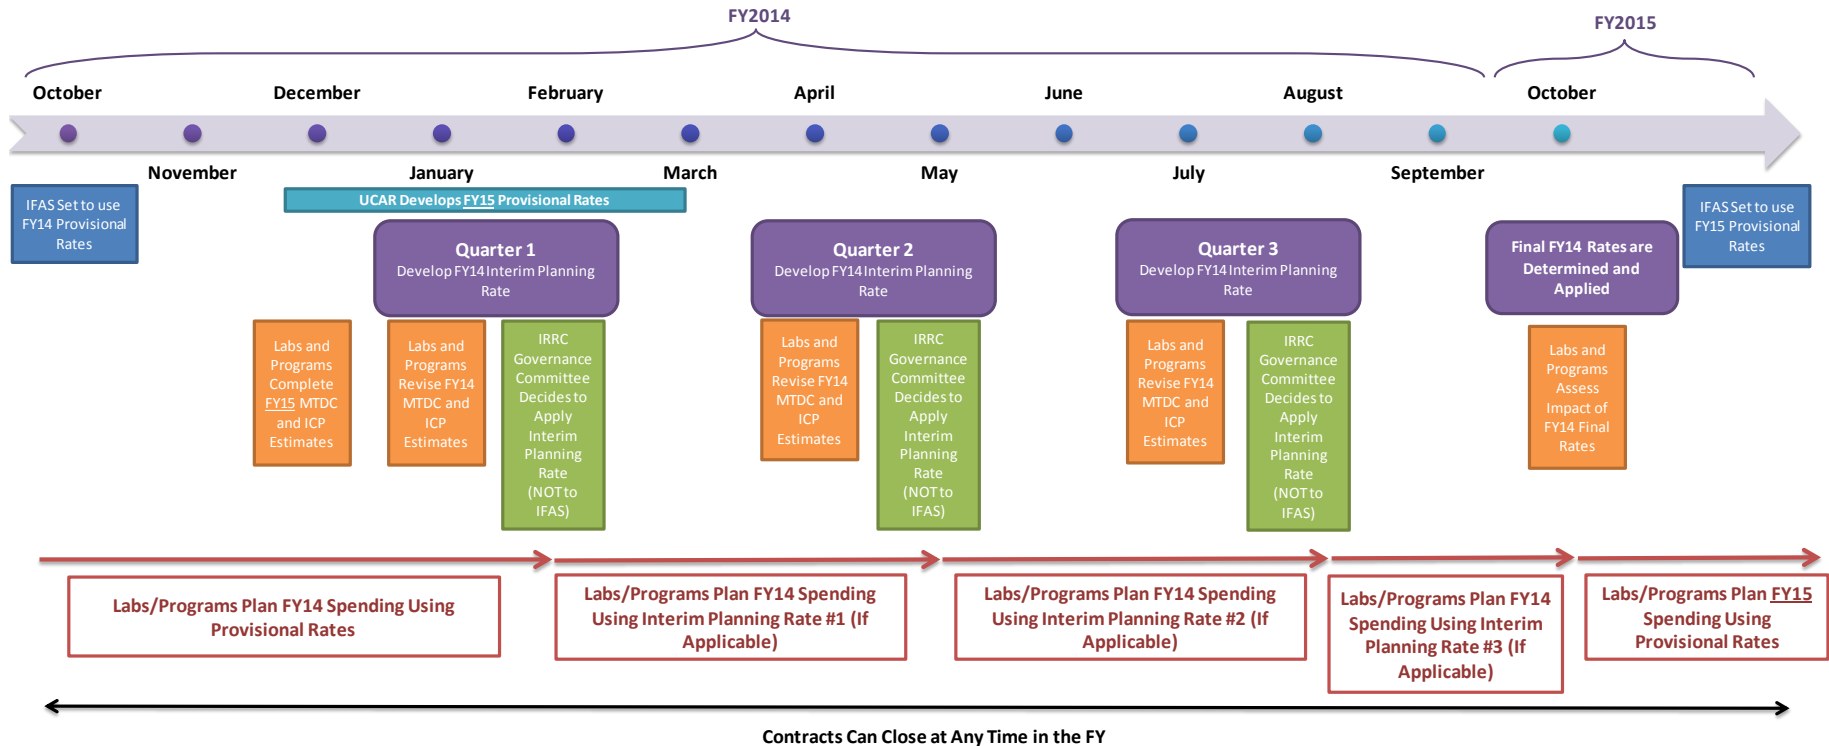 FY2014
FY2015
October
December
February
April
June
August
October
November
January
March
May
July
September
IFAS Set to use
FY14 Provisional
Rates
UCAR Develops FY15 Provisional Rates
IFAS Set to use
FY15 Provisional
Rates
Quarter 1
Develop FY14 Interim Planning
Rate
Quarter 2
Develop FY14 Interim Planning
Rate
Quarter 3
Develop FY14 Interim Planning
Rate
Final FY14 Rates are
Determined and
Applied
Labs and
Programs
Complete
FY15 MTDC
and ICP
Estimates
Labs and
Programs
Revise FY14
MTDC and
ICP
Estimates
IRRC
Governance
Committee
Decides to
Apply
Interim
Planning
Rate
(NOT to
IFAS)
Labs and
Programs
Revise FY14
MTDC and
ICP
Estimates
IRRC
Governance
Committee
Decides to
Apply
Interim
Planning
Rate
(NOT to
IFAS)
Labs and
Programs
Revise FY14
MTDC and
ICP
Estimates
IRRC
Governance
Committee
Decides to
Apply
Interim
Planning
Rate
(NOT to
IFAS)
Labs and
Programs
Assess
Impact of
FY14 Final
Rates
Labs/Programs Plan FY14 Spending Using
Provisional Rates
Labs/Programs Plan FY14 Spending
Using Interim Planning Rate #1 (If
Applicable)
Labs/Programs Plan FY14 Spending
Using Interim Planning Rate #2 (If
Applicable)
Labs/Programs Plan FY14
Spending Using Interim
Planning Rate #3 (If
Applicable)
Labs/Programs Plan FY15
Spending Using
Provisional Rates
Contracts Can Close at Any Time in the FY